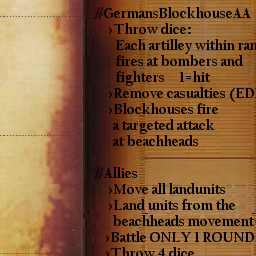 //GermansBlockhouseAA
›Throw dice:
Each artilley within ran
fires at bombers and
fighters 1=hit
›Remove casualties (ED
›Blockhouses fire
a targeted attack
at beachheads
//Allies
›Move all landunits
›Land units from the
beachheads movement=
›Battle ONLY 1 ROUND
›Throw 4 dice